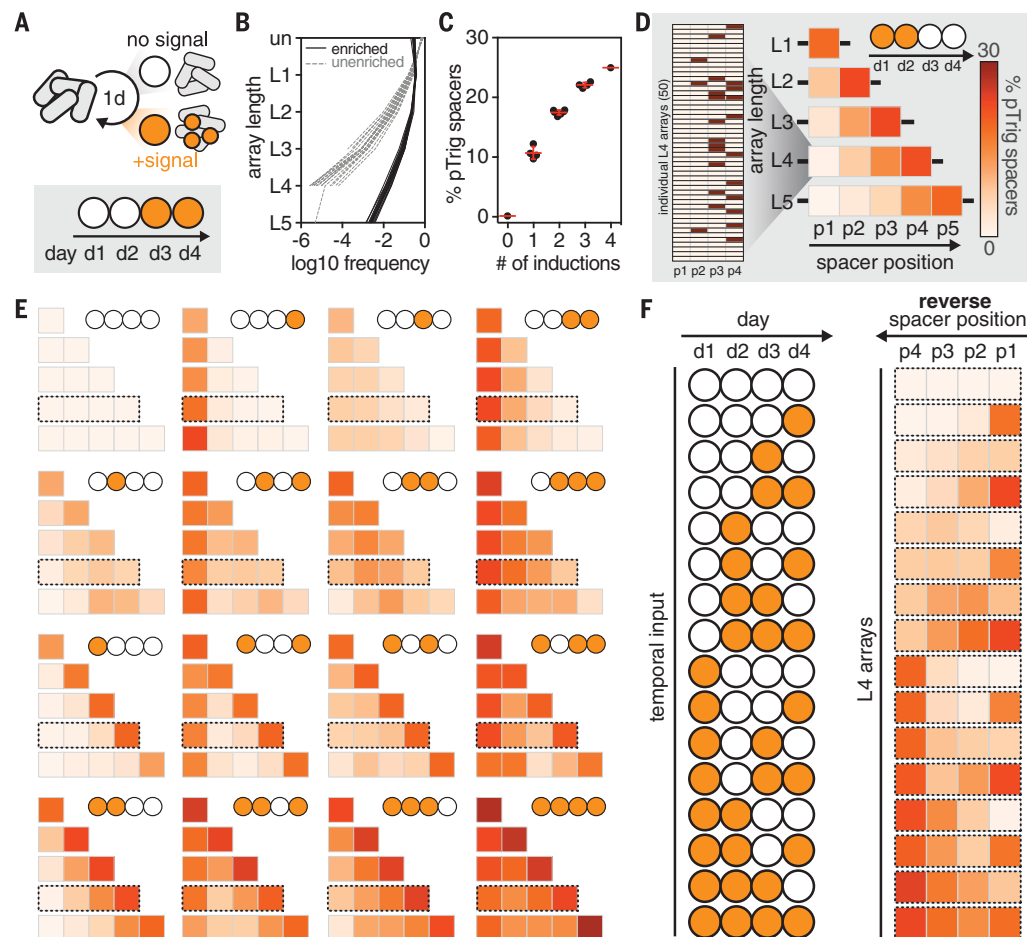 A
no signal
1d
+signal
day d1 d2 d3 d4
B
un
L1
L2
L3
L4
L5
array length
enriched
unenriched
-6 -4 -2 0
log10 frequency
C
30
20
10
0
% pTrig spacers
0 1 2 3 4
# of inductions
D
individual L4 arrays (50)
p1 p2 p3 p4
array length
L1
L2
L3
L4
L5
d1 d2 d3 d4
p1 p2 p3 p4 p5
spacer position
30
0
% pTrig spacers
E
F
day
d1 d2 d3 d4
temporal input
reverse
spacer position
p4 p3 p2 p1
L4 arrays